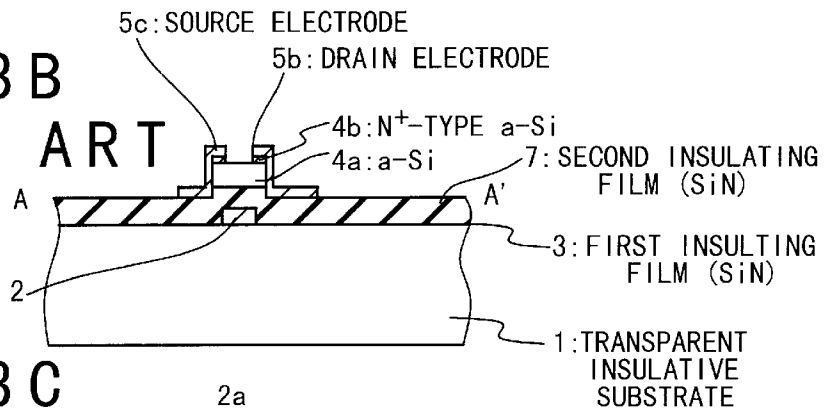 5c:SOURCE ELECTRODE
5b:DRAIN ELECTRODE
3B
ART
4b:N+-TYPE a-Si
4a:a-Si
7:SECOND INSULATING
FILM (SiN)
A
A'
3:FIRST INSULTING
FILM (SiN)
2
1:TRANSPARENT
INSULATIVE
SUBSTRATE
3C
2a